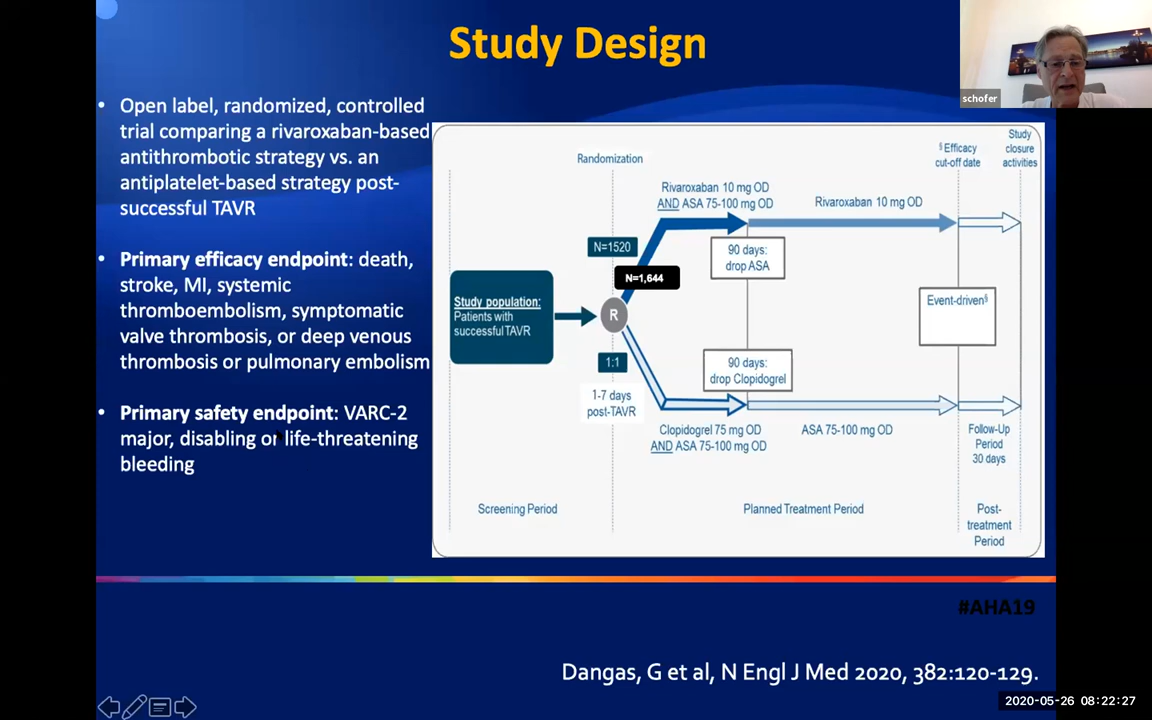 Study Design
schofer
• Open label, randomized, controlled
trial comparing a rivaroxaban-based
antithrombotic strategy vs. an
antiplatelet-based strategy post-
successful TAVR
• Primary efficacy endpoint: death,
stroke, MI, systemic
thromboembolism, symptomatic
valve thrombosis, or deep venous
thrombosis or pulmonary embolism
• Primary safety endpoint: VARC-2
major, disabling or life-threatening
bleeding
Randomization
§ Efficacy
cut-off date
Study
closure
activities
Rivaroxaban 10 mg OD
AND ASA 75-100 mg OD
Rivaroxaban 10 mg OD
N=1520
90 days:
drop ASA
N=1,644
Study population:
Patients with
successful TAVR
R
Event-driven§
1:1
90 days:
drop Clopidogrel
1-7 days
post-TAVR
Clopidogrel 75 mg OD
AND ASA 75-100 mg OD
ASA 75-100 mg OD
Follow-Up
Period
30 days
Screening Period
Planned Treatment Period
Post-
treatment
Period
#AHA19
Dangas, G et al, N Engl J Med 2020, 382:120-129.
2020-05-26 08:22:27